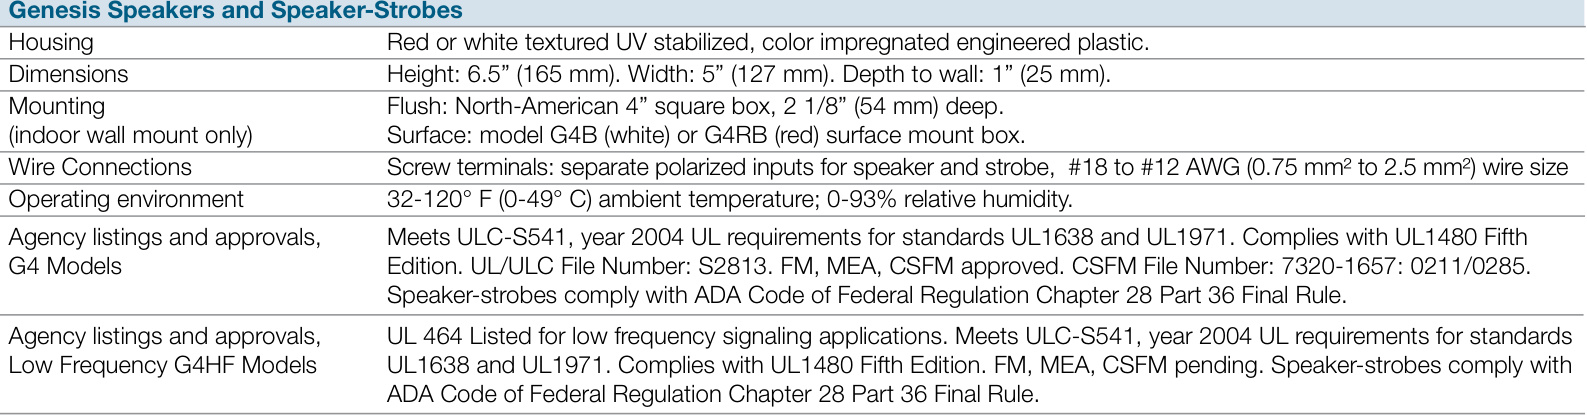 Genesis Speakers and Speaker-Strobes
Housing Red or white textured UV stabilized, color impregnated engineered plastic.
Dimensions Height: 6.5” (165 mm). Width: 5” (127 mm). Depth to wall: 1” (25 mm).
Mounting Flush: North-American 4” square box, 2 1/8” (54 mm) deep.
(indoor wall mount only) Surface: model G4B (white) or G4RB (red) surface mount box.
Wire Connections Screw terminals: separate polarized inputs for speaker and strobe, #18 to #12 AWG (0.75 mm² to 2.5 mm²) wire size
Operating environment 32-120° F (0-49° C) ambient temperature; 0-93% relative humidity.
Agency listings and approvals, Meets ULC-S541, year 2004 UL requirements for standards UL1638 and UL1971. Complies with UL1480 Fifth
G4 Models Edition. UL/ULC File Number: S2813. FM, MEA, CSFM approved. CSFM File Number: 7320-1657: 0211/0285.
Speaker-strobes comply with ADA Code of Federal Regulation Chapter 28 Part 36 Final Rule.
Agency listings and approvals, UL 464 Listed for low frequency signaling applications. Meets ULC-S541, year 2004 UL requirements for standards
Low Frequency G4HF Models UL1638 and UL1971. Complies with UL1480 Fifth Edition. FM, MEA, CSFM pending. Speaker-strobes comply with
ADA Code of Federal Regulation Chapter 28 Part 36 Final Rule.